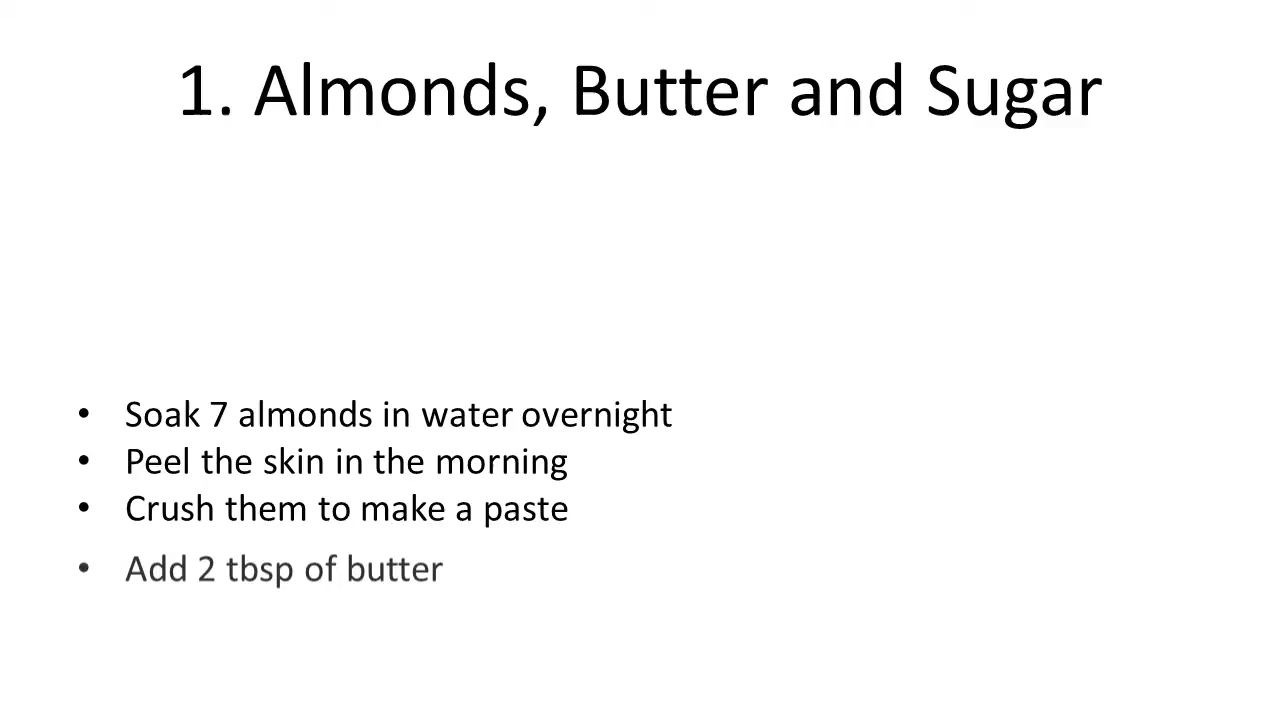 1. Almonds, Butter and Sugar
• Soak 7 almonds in water overnight
• Peel the skin in the morning
• Crush them to make a paste
• Add 2 tbsp of butter